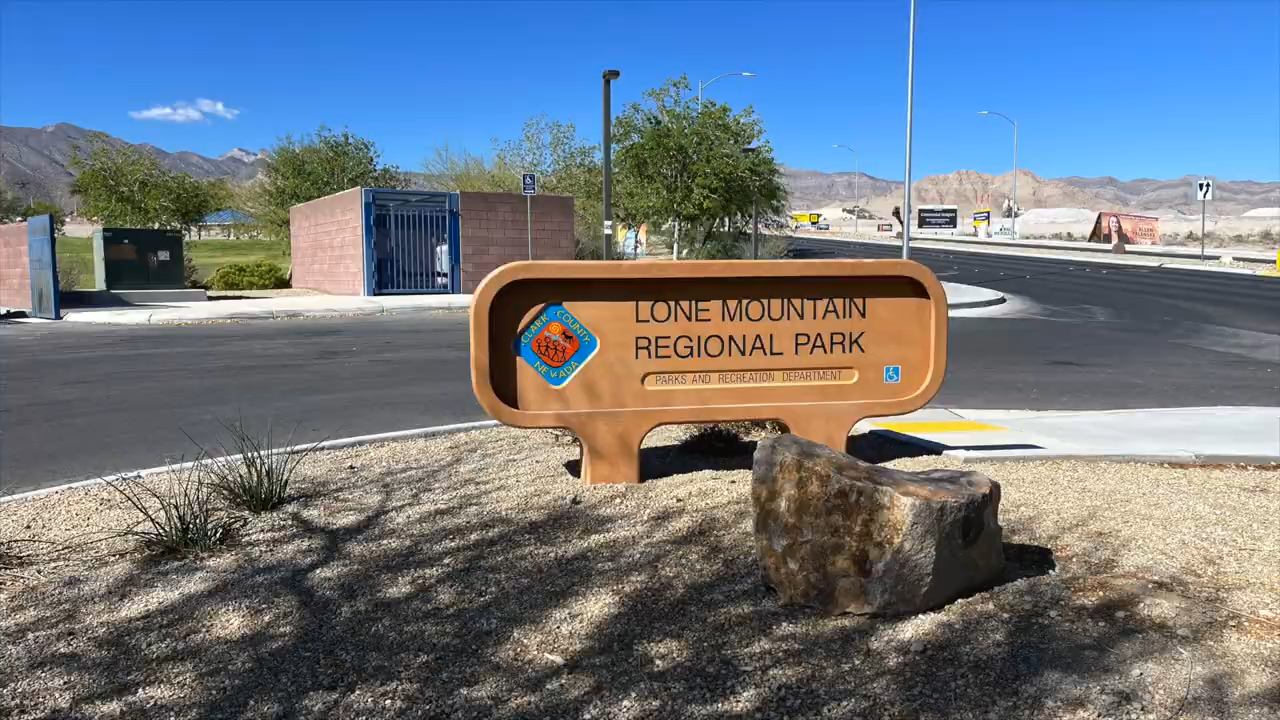 LONE MOUNTAIN
REGIONAL PARK
PARKS AND RECREATION DEPARTMENT
CLARK COUNTY
NEVADA